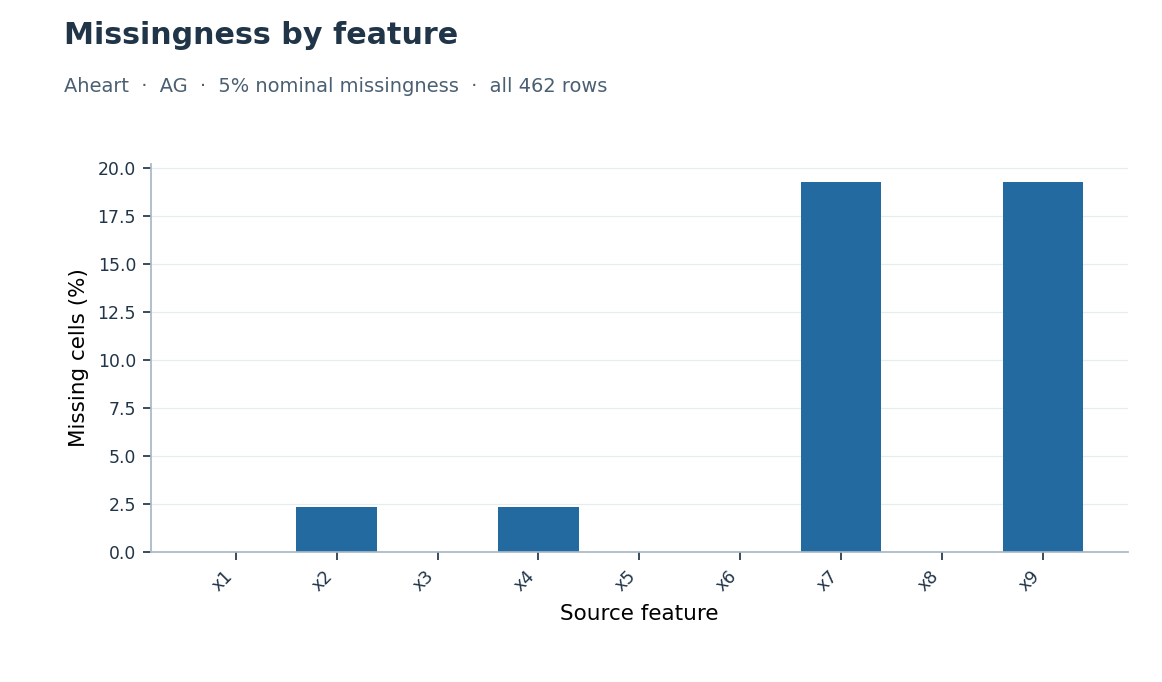 Missingness by feature
Aheart · AG · 5% nominal missingness · all 462 rows
20.0
17.5
15.0
12.5
10.0
7.5
5.0
2.5
0.0
Missing cells (%)
x1 x2 x3 x4 x5 x6 x7 x8 x9
Source feature